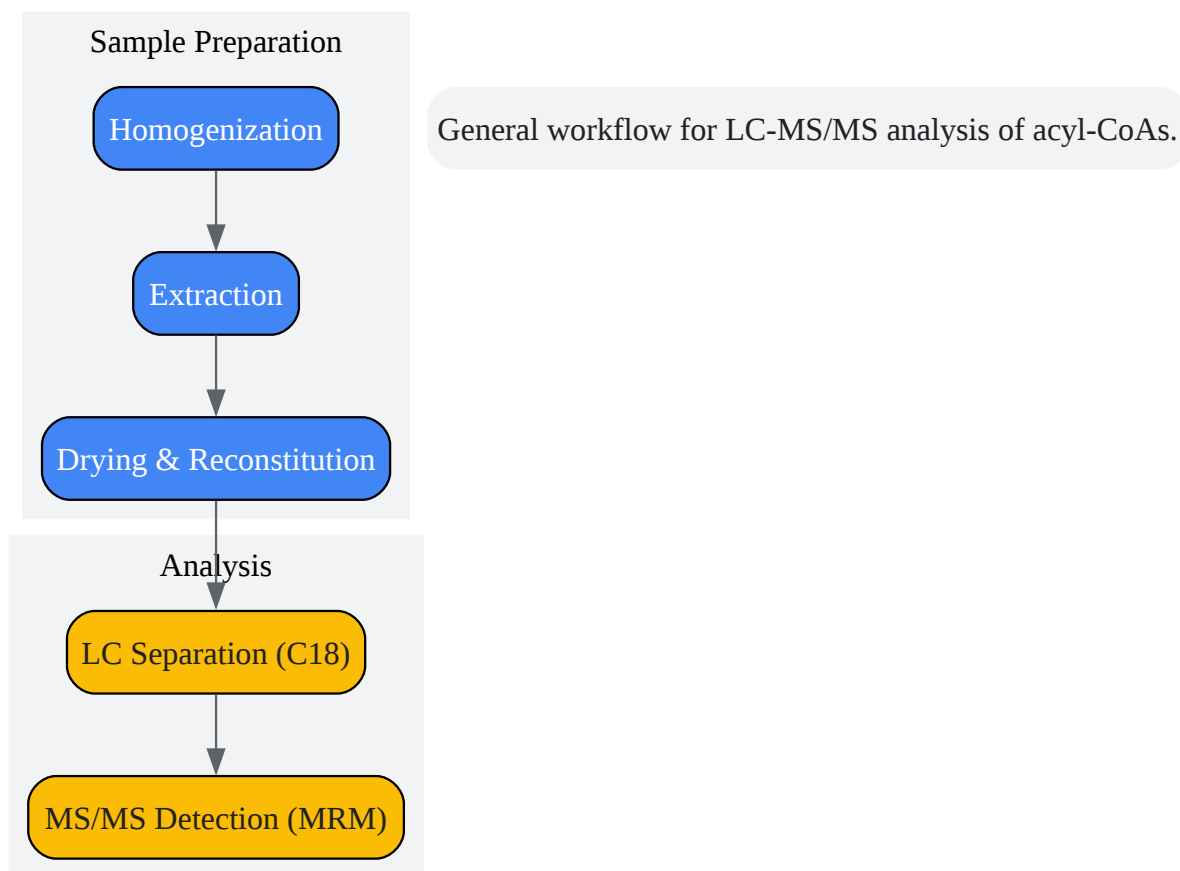 Sample Preparation
Homogenization
General workflow for LC-MS/MS analysis of acyl-CoAs.
Extraction
Drying & Reconstitution
Analysis
LC Separation (C18)
MS/MS Detection (MRM)